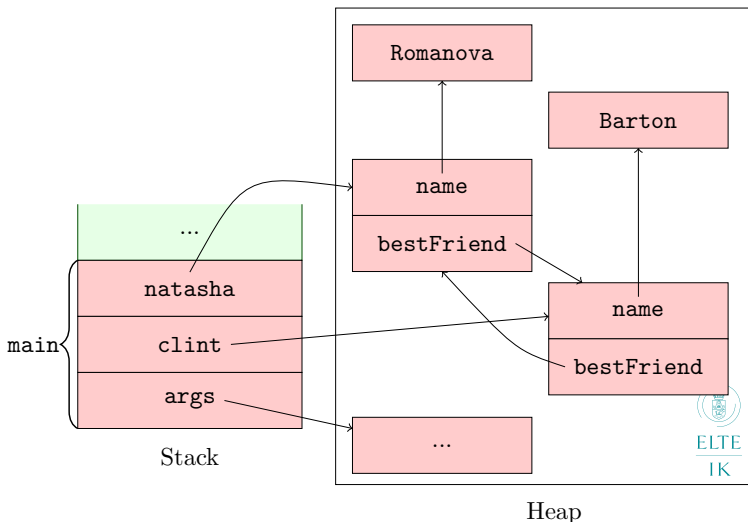 Romanova
Barton
name
bestFriend
name
bestFriend
...
...
natasha
main
clint
args
Stack
ELTE
IK
Heap